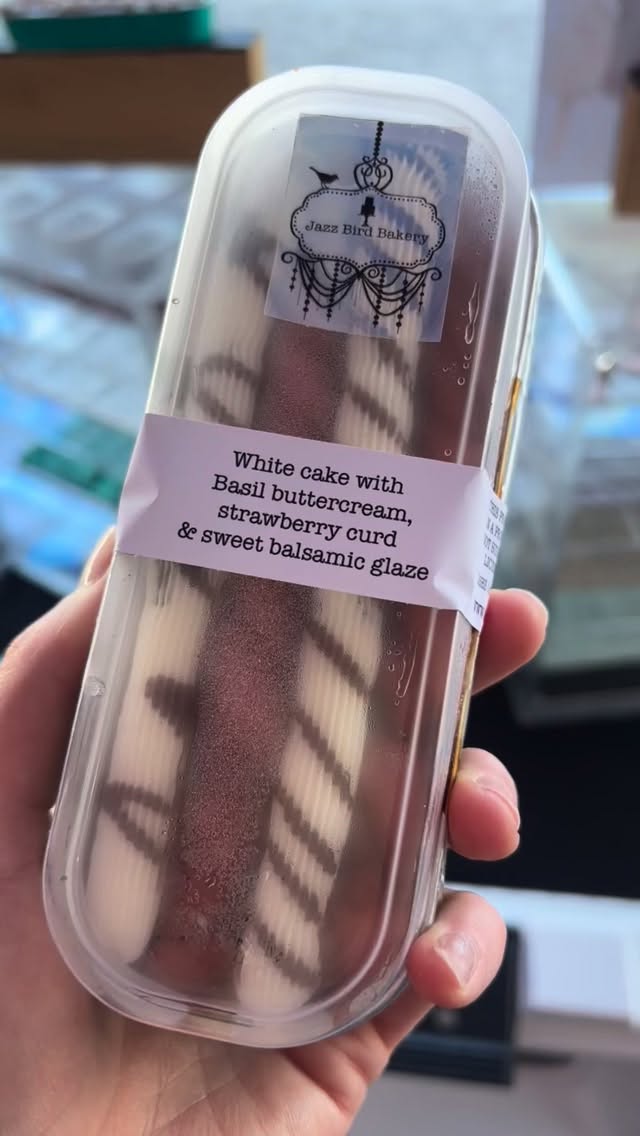 Jazz Bird Bakery
White cake with
Basil buttercream,
strawberry curd
& sweet balsamic glaze